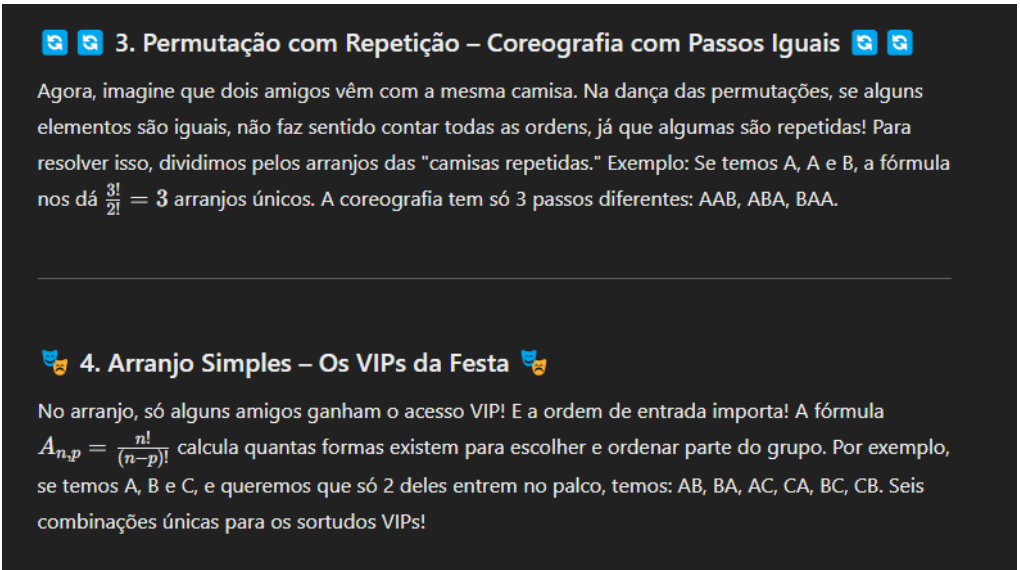 🔄 🔄 3. Permutação com Repetição – Coreografia com Passos Iguais 🔄 🔄
Agora, imagine que dois amigos vêm com a mesma camisa. Na dança das permutações, se alguns
elementos são iguais, não faz sentido contar todas as ordens, já que algumas são repetidas! Para
resolver isso, dividimos pelos arranjos das "camisas repetidas." Exemplo: Se temos A, A e B, a fórmula
nos dá $\frac{3!}{2!} = 3$ arranjos únicos. A coreografia tem só 3 passos diferentes: AAB, ABA, BAA.
🎭 4. Arranjo Simples – Os VIPs da Festa 🎭
No arranjo, só alguns amigos ganham o acesso VIP! E a ordem de entrada importa! A fórmula
$A_{n,p} = \frac{n!}{(n-p)!}$ calcula quantas formas existem para escolher e ordenar parte do grupo. Por exemplo,
se temos A, B e C, e queremos que só 2 deles entrem no palco, temos: AB, BA, AC, CA, BC, CB. Seis
combinações únicas para os sortudos VIPs!